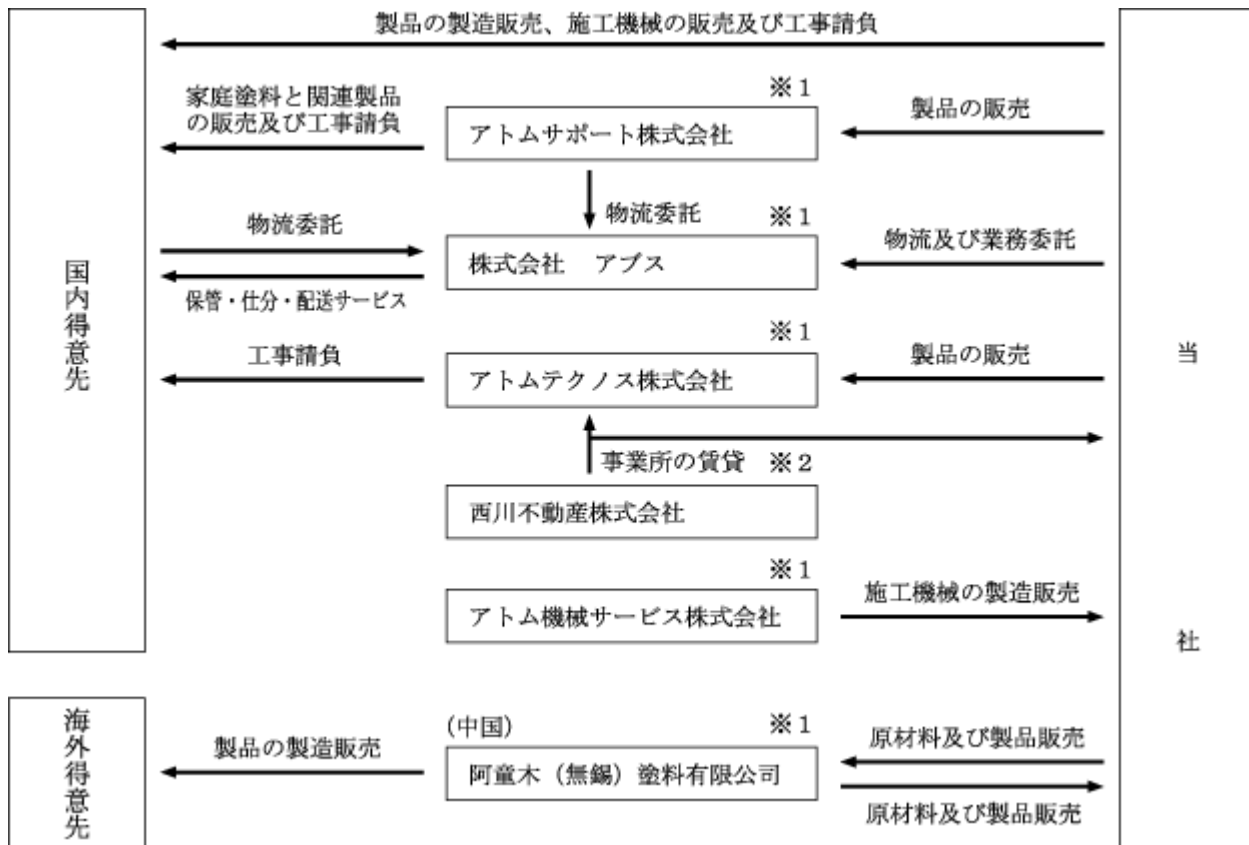 製品の製造販売、施工機械の販売及び工事請負
※1
家庭塗料と関連製品
の販売及び工事請負
アトムサポート株式会社
製品の販売
物流委託
※1
物流委託
株式会社　アブス
物流及び業務委託
保管・仕分・配送サービス
※1
工事請負
アトムテクノス株式会社
製品の販売
事業所の賃貸　※2
西川不動産株式会社
※1
アトム機械サービス株式会社
施工機械の製造販売
国内得意先
当社
(中国)
※1
製品の製造販売
阿童木（無錫）塗料有限公司
原材料及び製品販売
原材料及び製品販売
海外得意先